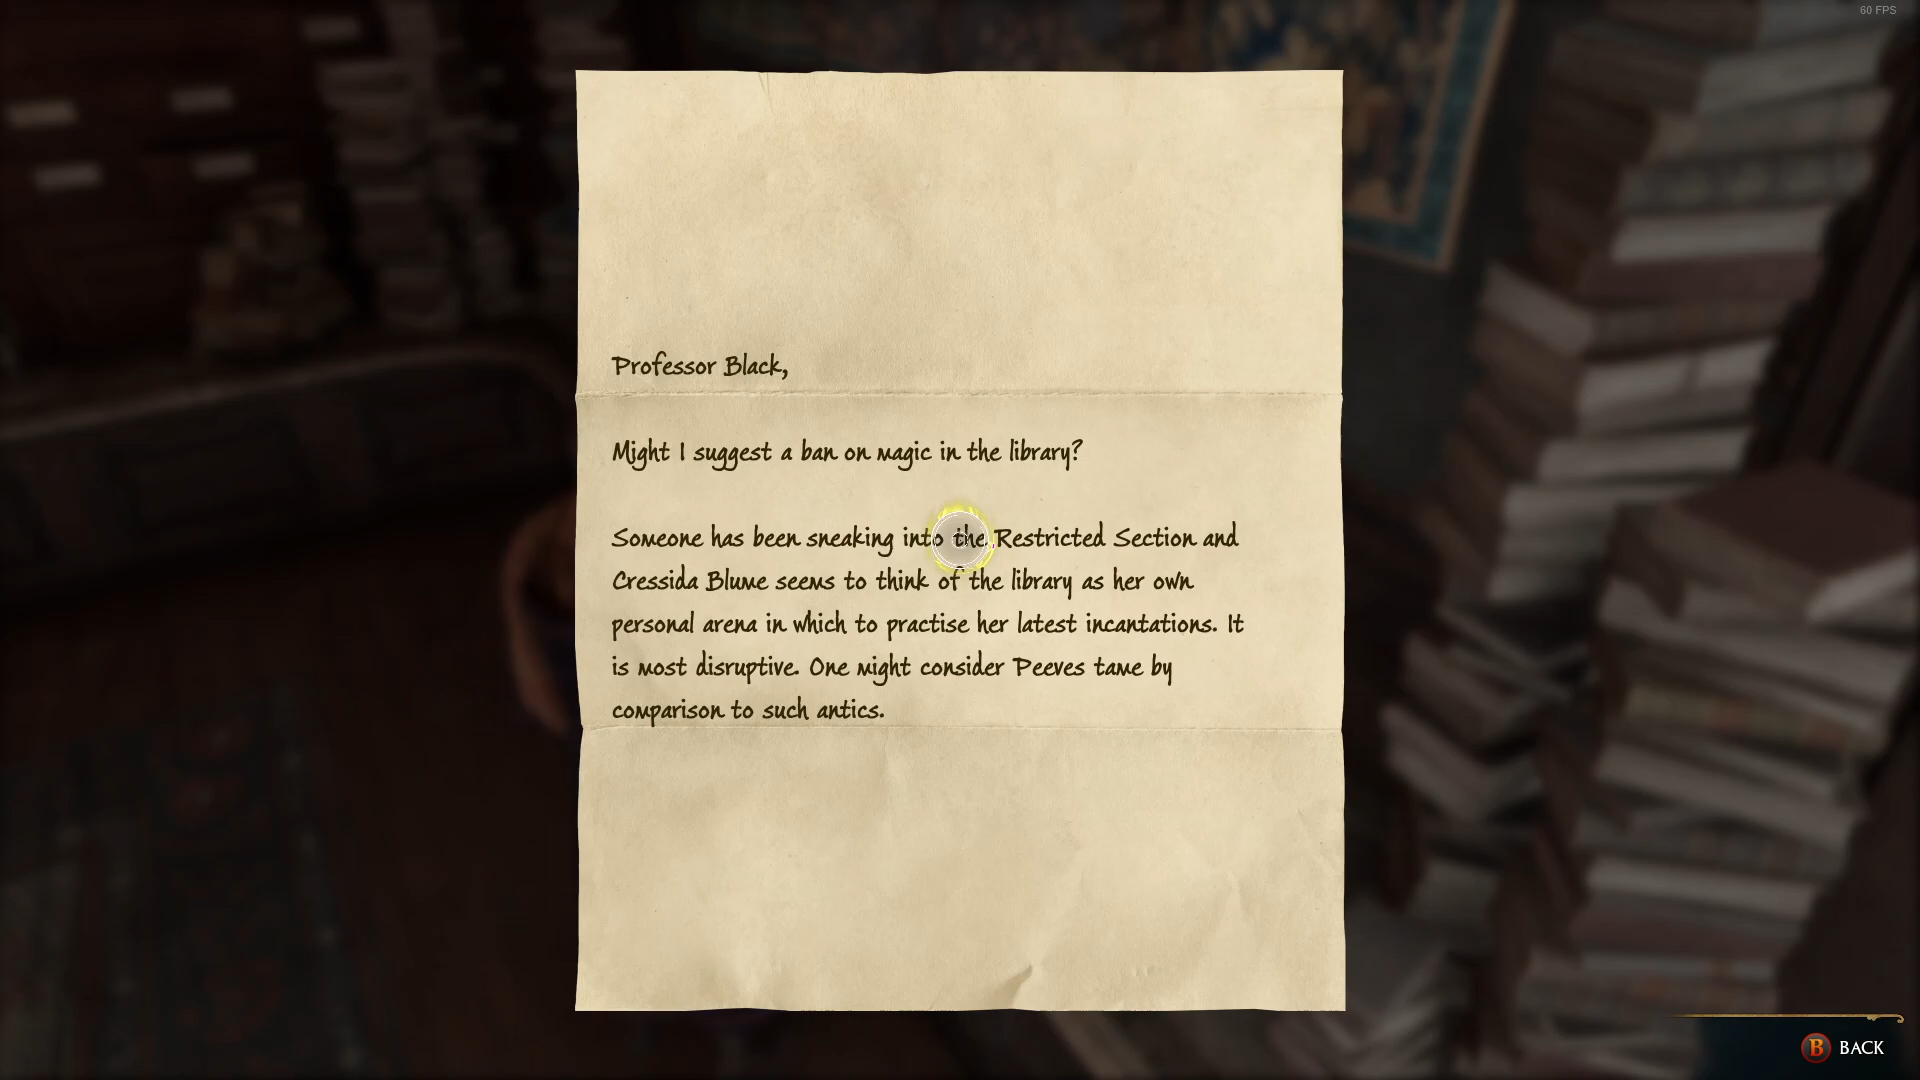 60 FPS
Professor Black,
Might I suggest a ban on magic in the library?
Someone has been sneaking into the Restricted Section and
Cressida Blume seems to think of the library as her own
personal arena in which to practise her latest incantations. It
is most disruptive. One might consider Peeves tame by
comparison to such antics.
B BACK